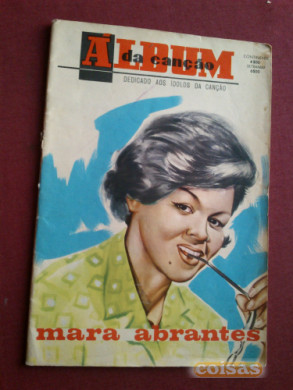 ÁLBUM
da canção
DEDICADO AOS ÍDOLOS DA CANÇÃO
mara abrantes
coisas